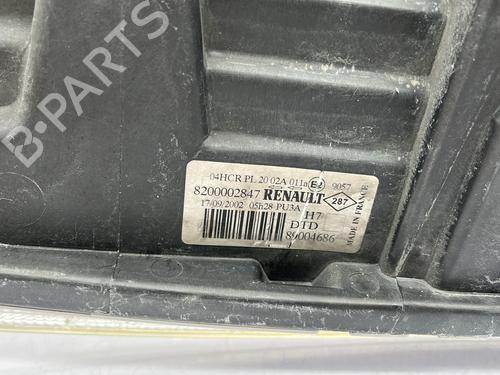 B-PARTS
04HCR PL 20 02A 011a E2 9057
8200002847 RENAULT 287
17/09/2002 05h28 PU3A
H7
DTD
89004686
MADE IN FRANCE